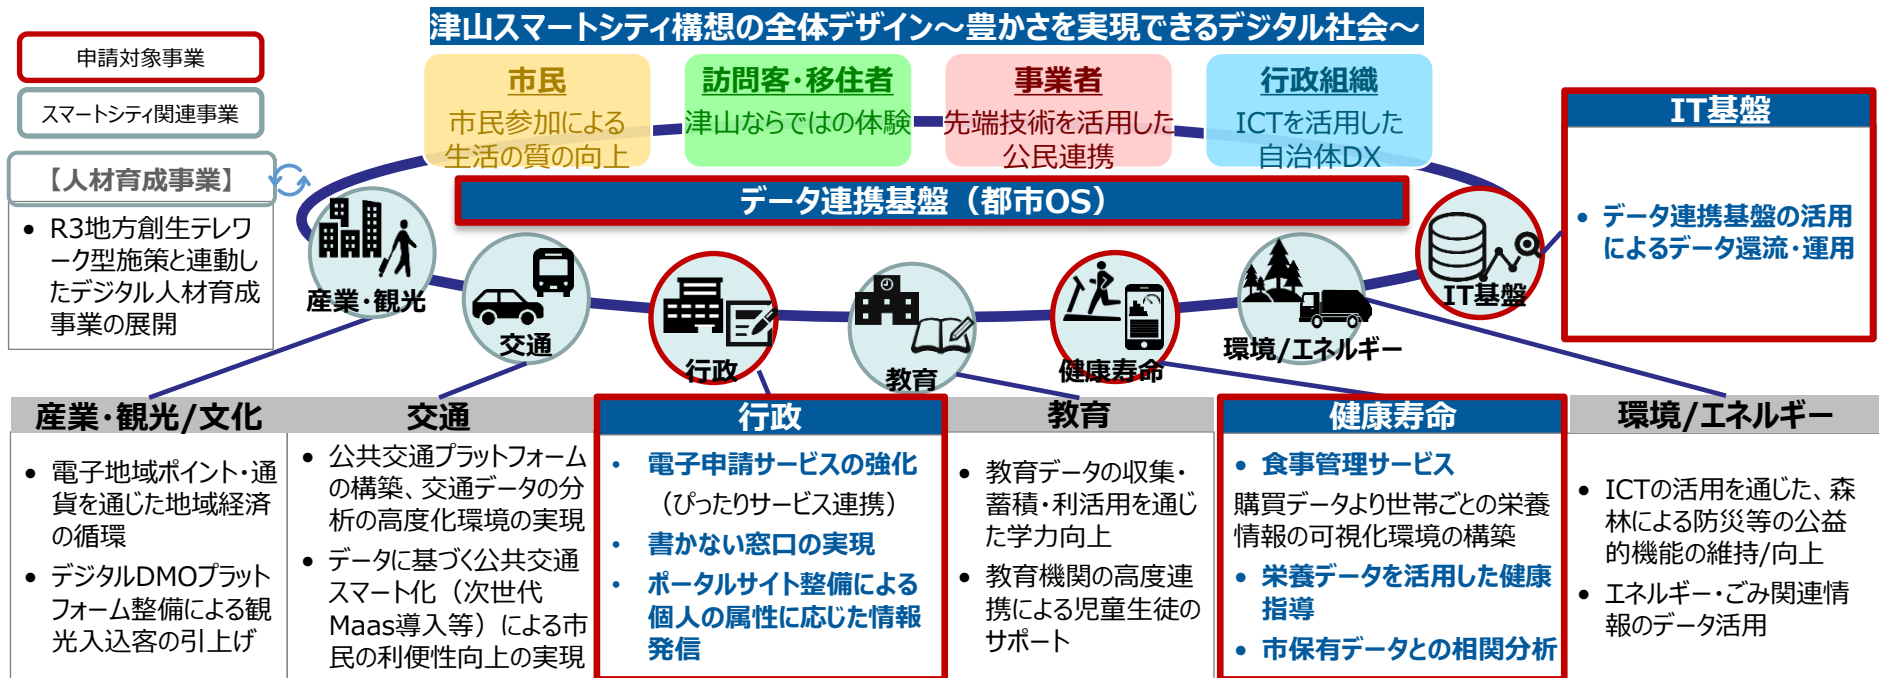 津山スマートシティ構想の全体デザイン～豊かさを実現できるデジタル社会～
申請対象事業
スマートシティ関連事業
市民
市民参加による
生活の質の向上
訪問客・移住者
津山ならではの体験
事業者
先端技術を活用した
公民連携
行政組織
ICTを活用した
自治体DX
【人材育成事業】
• R3地方創生テレワ
ーク型施策と連動し
たデジタル人材育成
事業の展開
データ連携基盤（都市OS）
IT基盤
• データ連携基盤の活用
によるデータ還流・運用
産業・観光
交通
行政
教育
健康寿命
環境/エネルギー
IT基盤
産業・観光/文化
• 電子地域ポイント・通
貨を通じた地域経済
の循環
• デジタルDMOプラット
フォーム整備による観
光入込客の引上げ
交通
• 公共交通プラットフォーム
の構築、交通データの分
析の高度化環境の実現
• データに基づく公共交通
スマート化（次世代
Maas導入等）による市
民の利便性向上の実現
行政
• 電子申請サービスの強化
（ぴったりサービス連携）
• 書かない窓口の実現
• ポータルサイト整備による
個人の属性に応じた情報
発信
教育
• 教育データの収集・
蓄積・利活用を通じ
た学力向上
• 教育機関の高度連
携による児童生徒の
サポート
健康寿命
• 食事管理サービス
購買データより世帯ごとの栄養
情報の可視化環境の構築
• 栄養データを活用した健康
指導
• 市保有データとの相関分析
環境/エネルギー
• ICTの活用を通じた、森
林による防災等の公益
的機能の維持/向上
• エネルギー・ごみ関連情
報のデータ活用